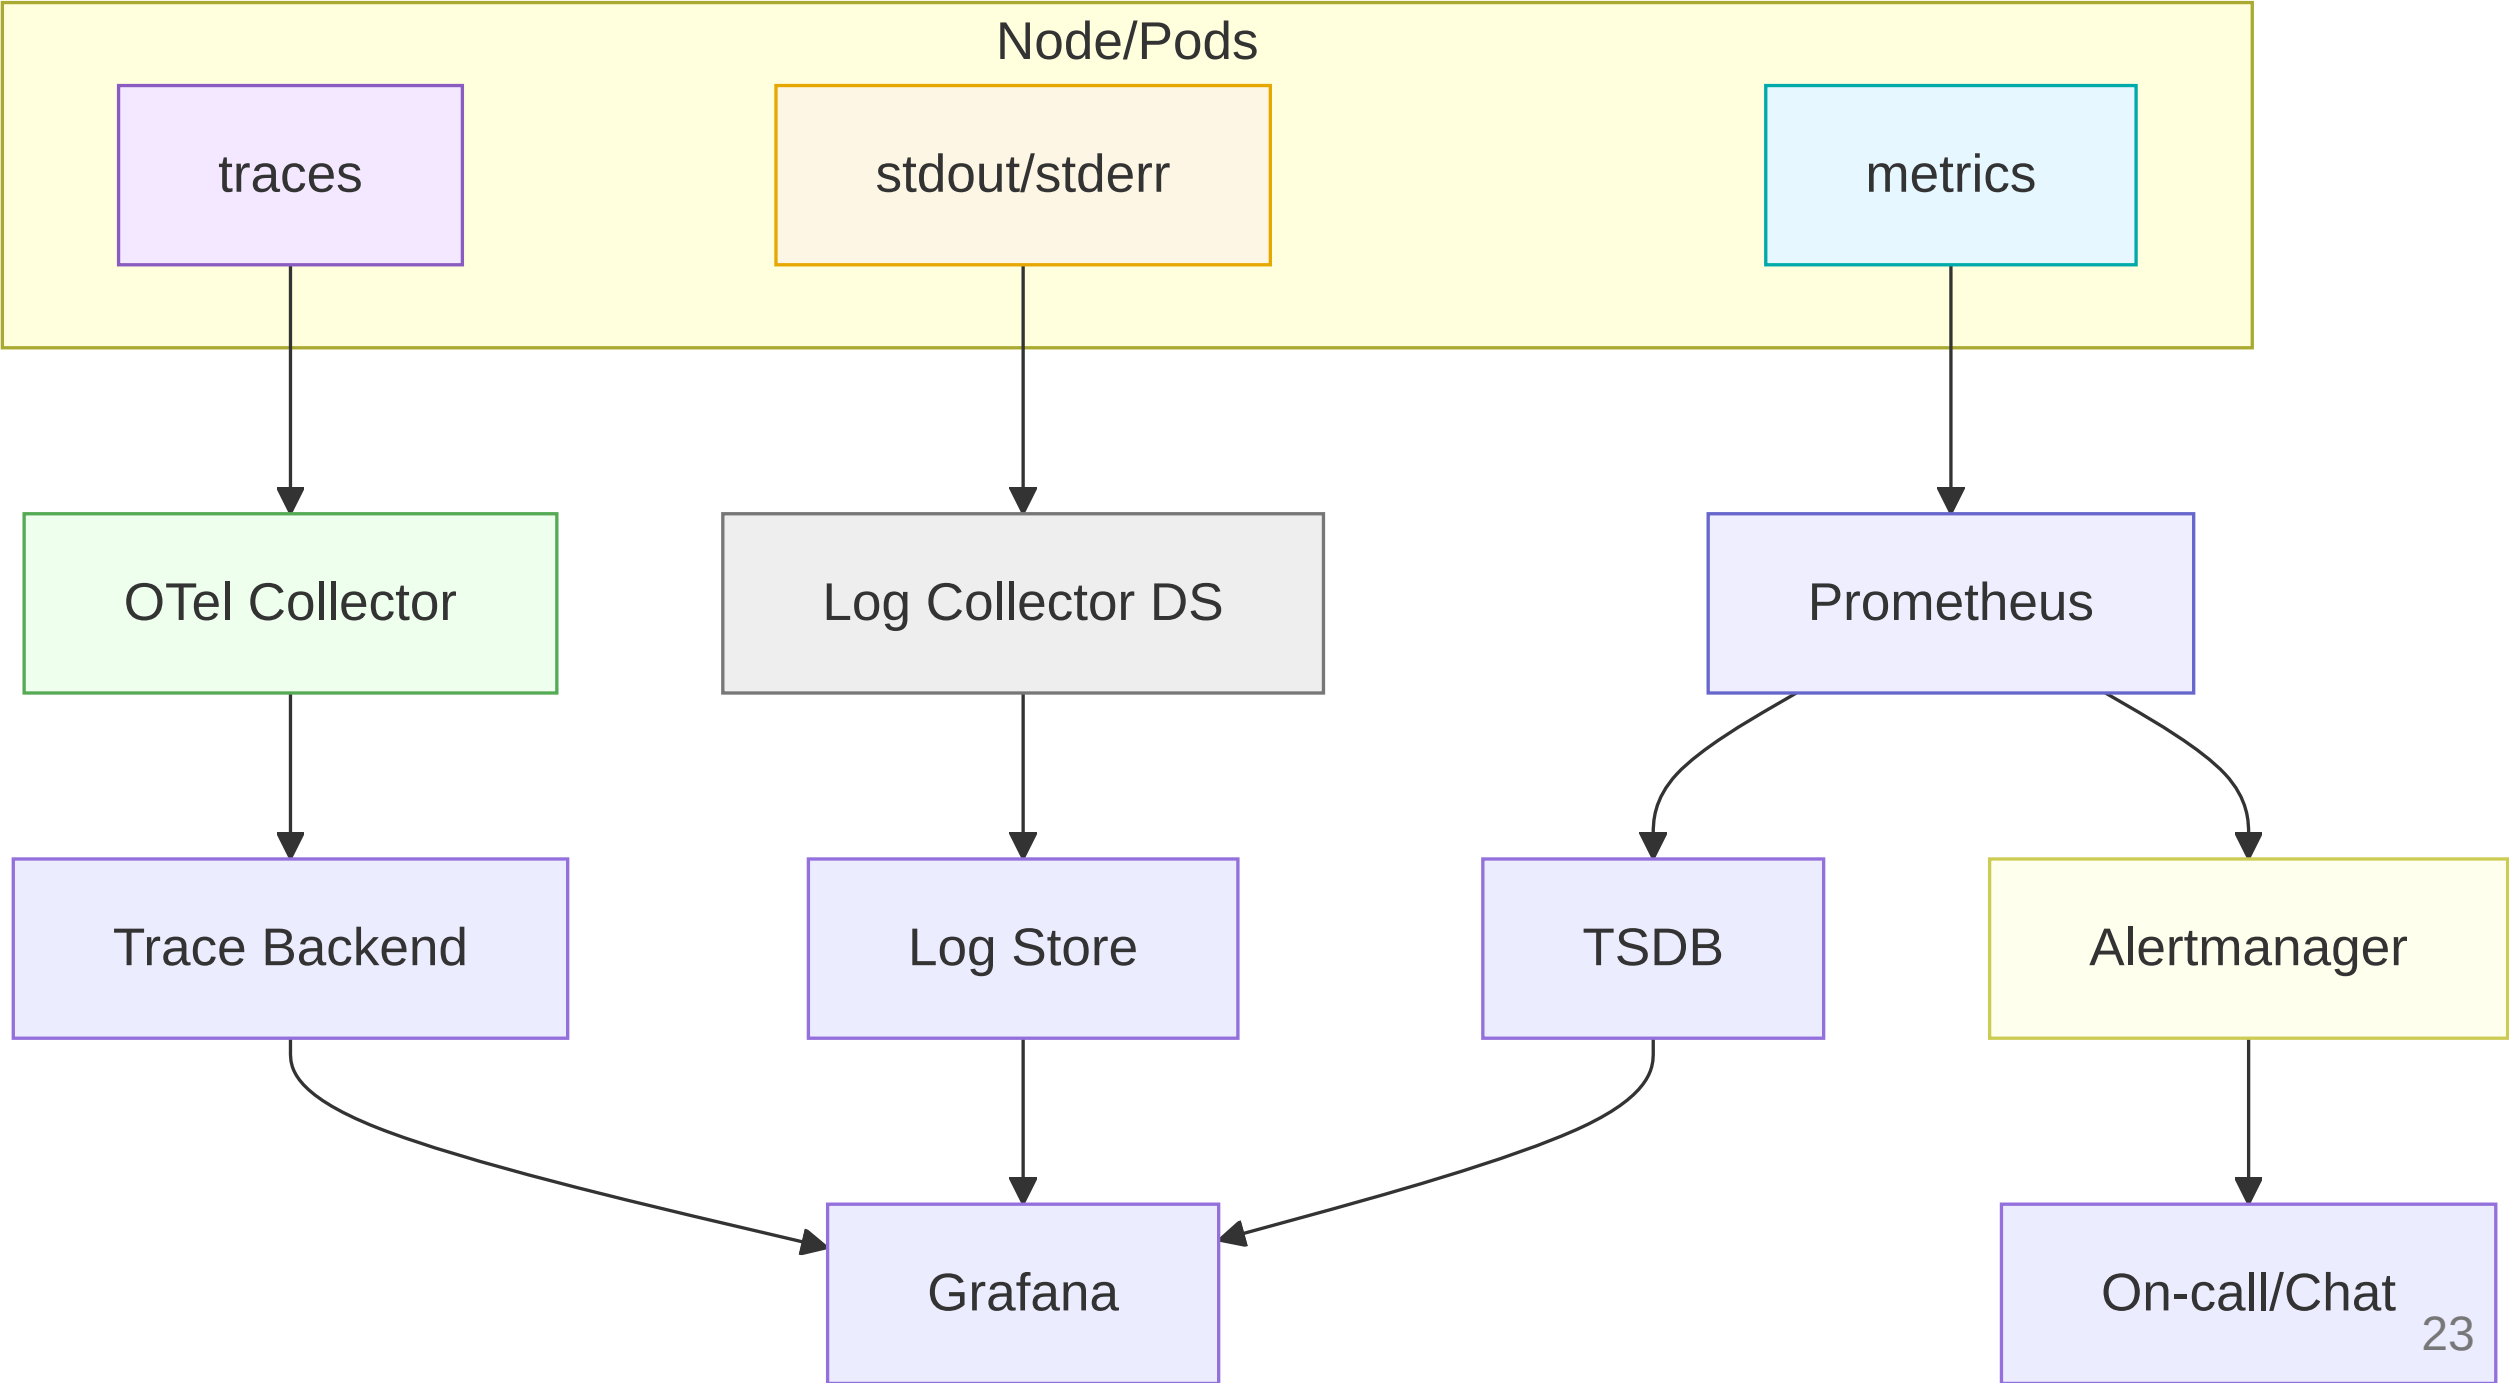 Node/Pods
traces
stdout/stderr
metrics
OTel Collector
Log Collector DS
Prometheus
Trace Backend
Log Store
TSDB
Alertmanager
Grafana
On-call/Chat
23